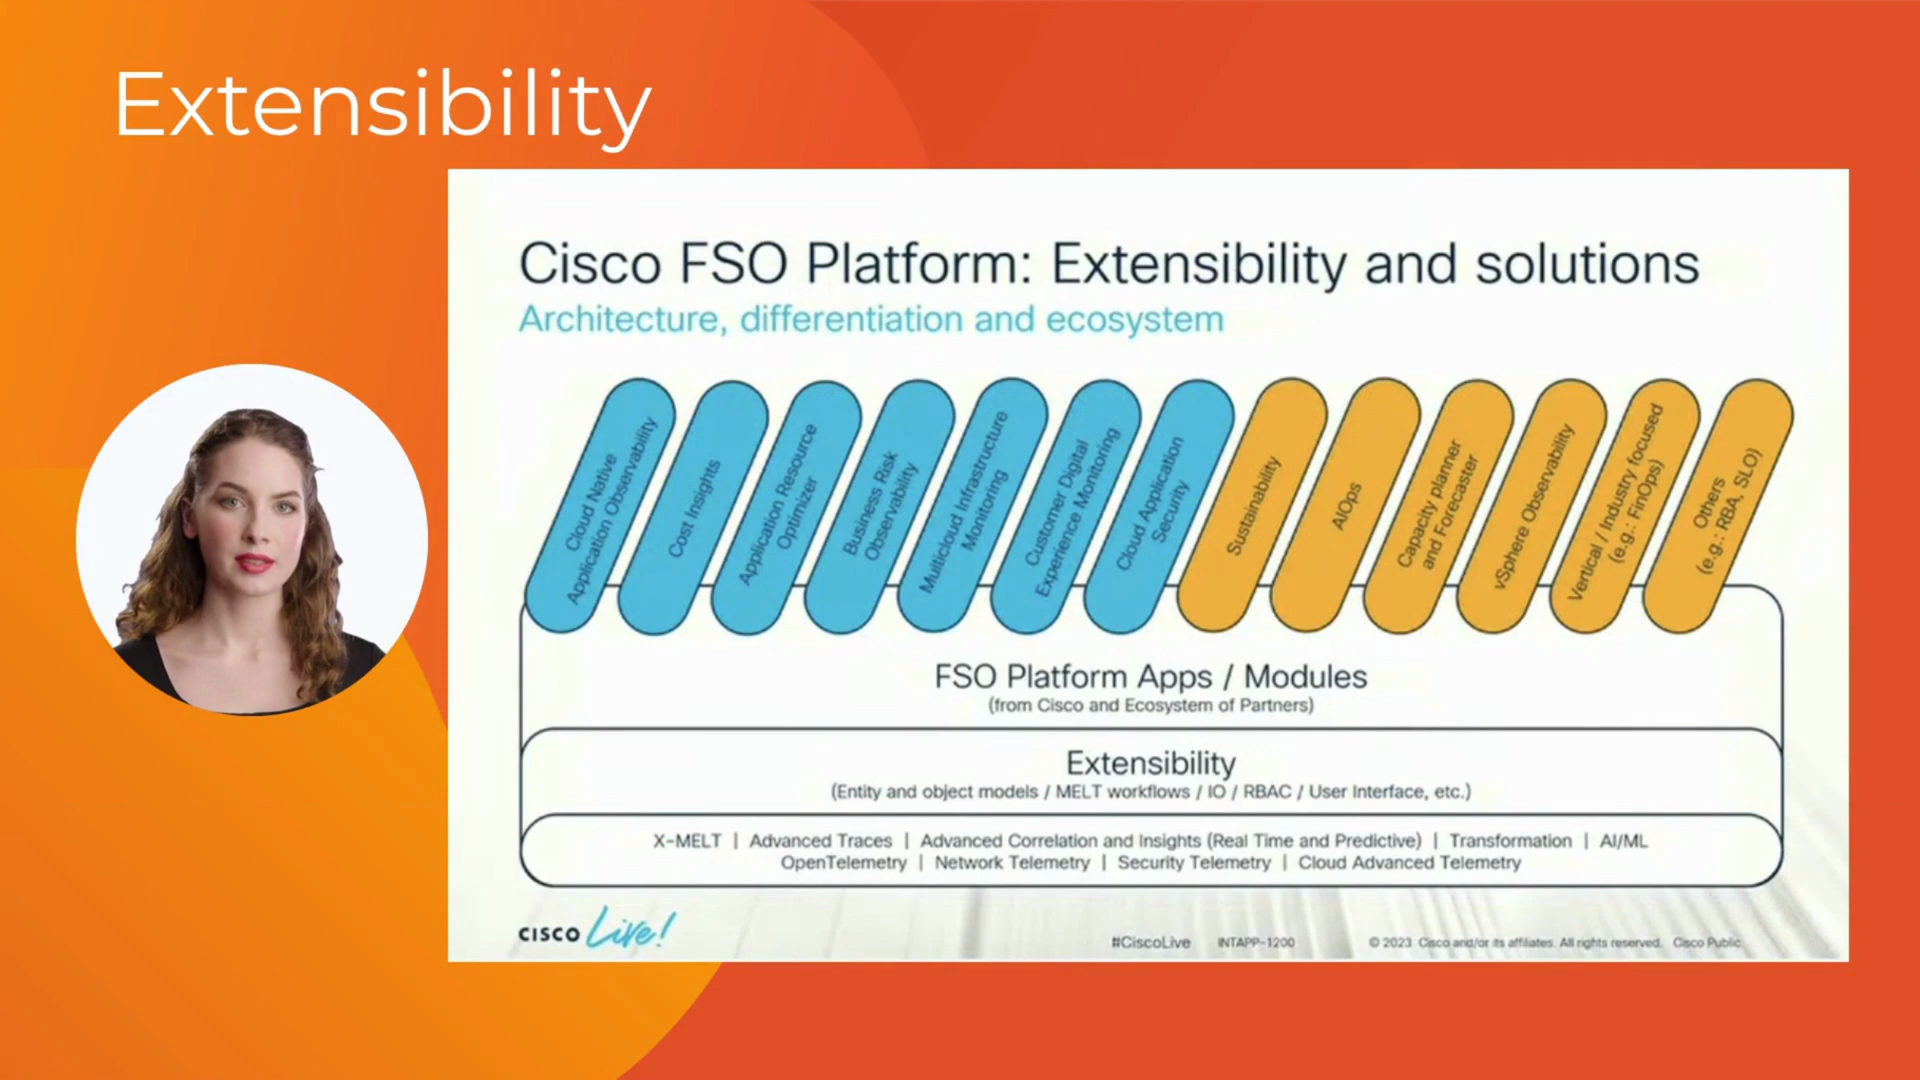 Extensibility
Cisco FSO Platform: Extensibility and solutions
Architecture, differentiation and ecosystem
Cloud Native
Application Observability
Cost Insights
Application Resource
Optimizer
Business Risk
Observability
Multicloud Infrastructure
Monitoring
Customer Digital
Experience Monitoring
Cloud Application
Security
Sustainability
AIOps
Capacity planner
and Forecaster
vSphere Observability
Vertical / Industry focused
(e.g.: FinOps)
Others
(e.g.: RBA, SLO)
FSO Platform Apps / Modules
(from Cisco and Ecosystem of Partners)
Extensibility
(Entity and object models / MELT workflows / IO / RBAC / User Interface, etc.)
X-MELT | Advanced Traces | Advanced Correlation and Insights (Real Time and Predictive) | Transformation | AI/ML
OpenTelemetry | Network Telemetry | Security Telemetry | Cloud Advanced Telemetry
CISCO Live!
#CiscoLive INTAPP-1200 © 2023 Cisco and/or its affiliates. All rights reserved. Cisco Public